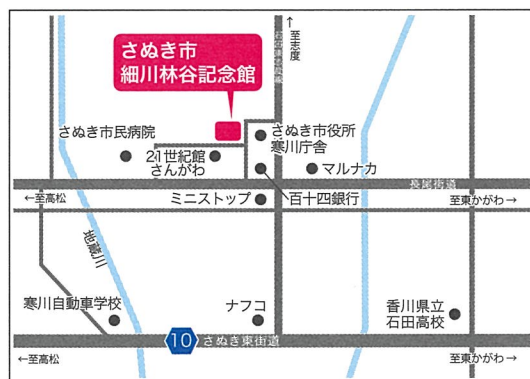 ↑至志度
さぬき市
細川林谷記念館
さぬき市民病院
21世紀館
さんがわ
さぬき市役所
寒川庁舎
マルナカ
長尾街道
←至高松
ミニストップ
百十四銀行
至東かがわ→
地蔵川
寒川自動車学校
ナフコ
香川県立
石田高校
10
さぬき東街道
←至高松
至東かがわ→